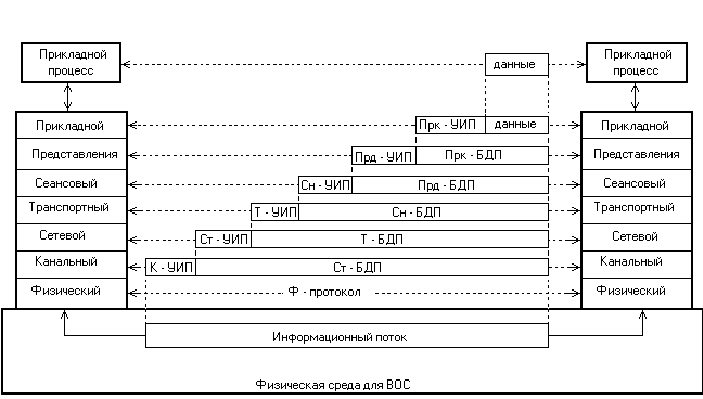 Прикладной процесс
данные
Прикладной процесс
Прикладной
Прк - УИП
данные
Прикладной
Представления
Прд - УИП
Прк - БДП
Представления
Сеансовый
Сн - УИП
Прд - БДП
Сеансовый
Транспортный
Т - УИП
Сн - БДП
Транспортный
Сетевой
Ст - УИП
Т - БДП
Сетевой
Канальный
К - УИП
Ст - БДП
Канальный
Физический
Ф - протокол
Физический
Информационный поток
Физическая среда для ВОС